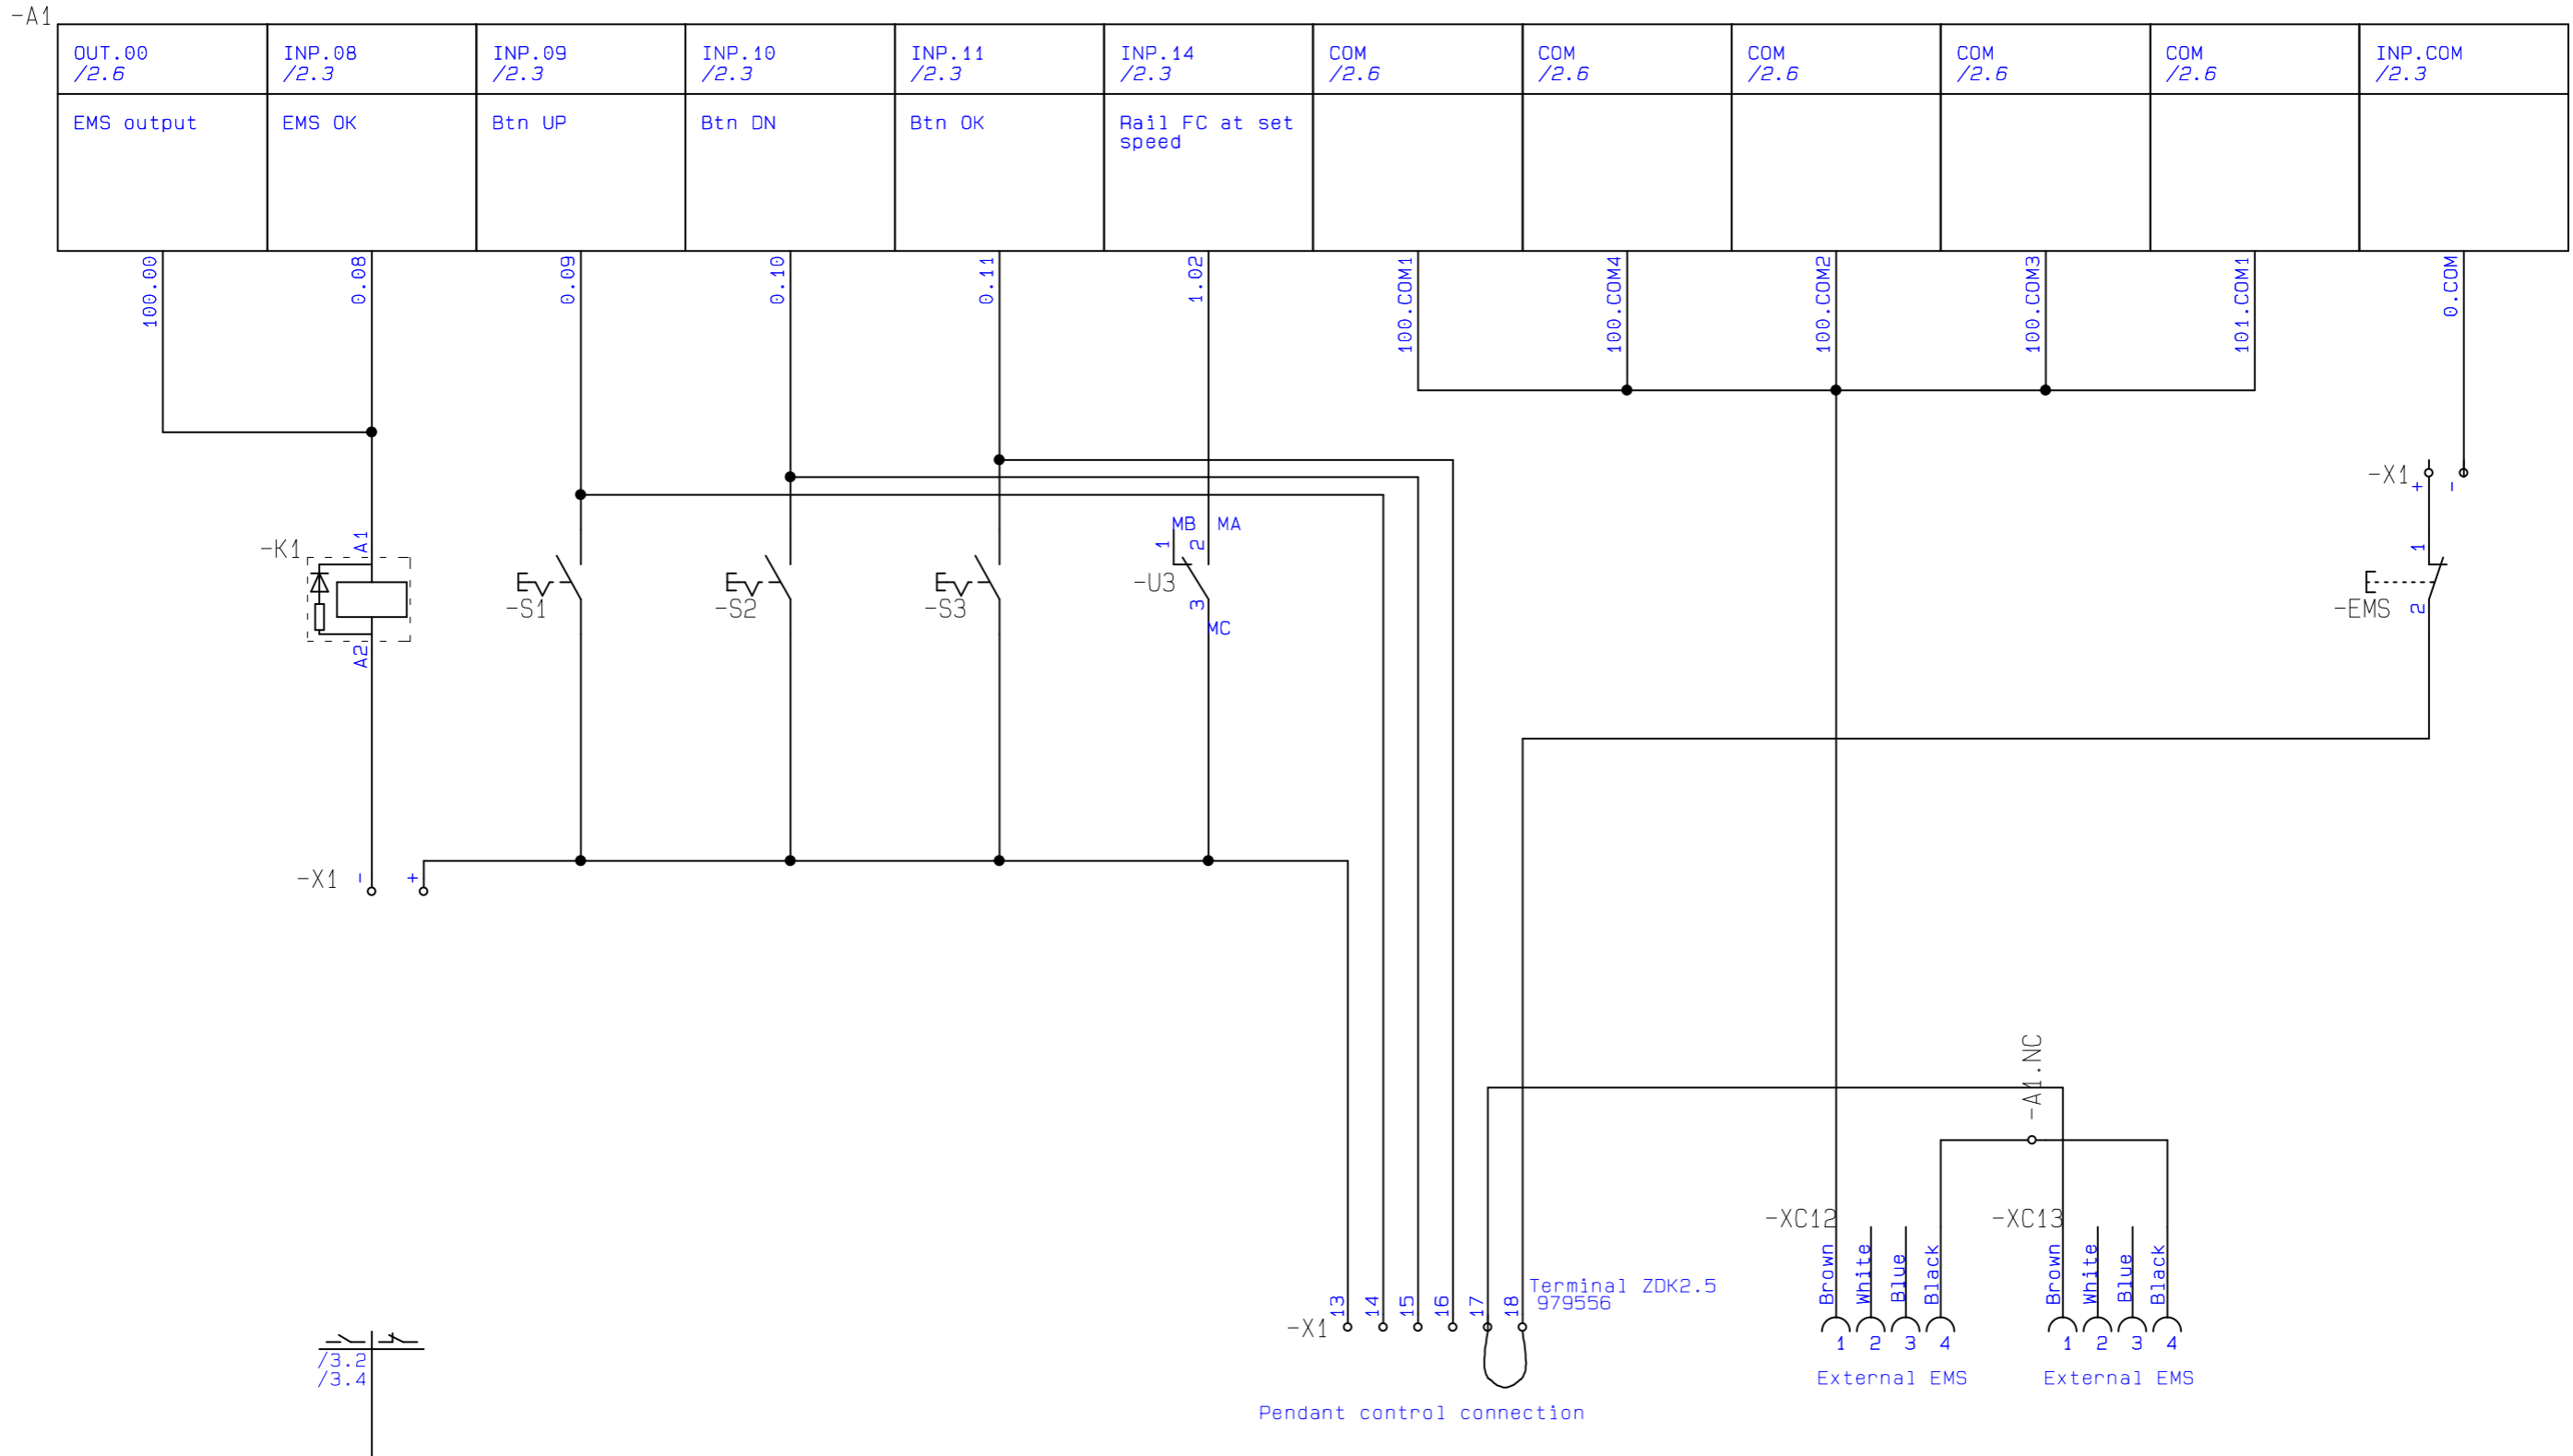 -A1
OUT.00
/2.6
INP.08
/2.3
INP.09
/2.3
INP.10
/2.3
INP.11
/2.3
INP.14
/2.3
COM
/2.6
COM
/2.6
COM
/2.6
COM
/2.6
COM
/2.6
INP.COM
/2.3
EMS output
EMS OK
Btn UP
Btn DN
Btn OK
Rail FC at set
speed
100.00
0.08
0.09
0.10
0.11
1.02
100.COM1
100.COM4
100.COM2
100.COM3
101.COM1
0.COM
-X1
+
-
-K1
A1
A2
-S1
-S2
-S3
MB
MA
1
2
-U3
3
MC
1
-EMS
2
-X1
-
+
-A1.NC
-XC12
-XC13
Brown
White
Blue
Black
Brown
White
Blue
Black
-X1
13
14
15
16
17
18
Terminal ZDK2.5
979556
1
2
3
4
1
2
3
4
External EMS
External EMS
Pendant control connection
/3.2
/3.4